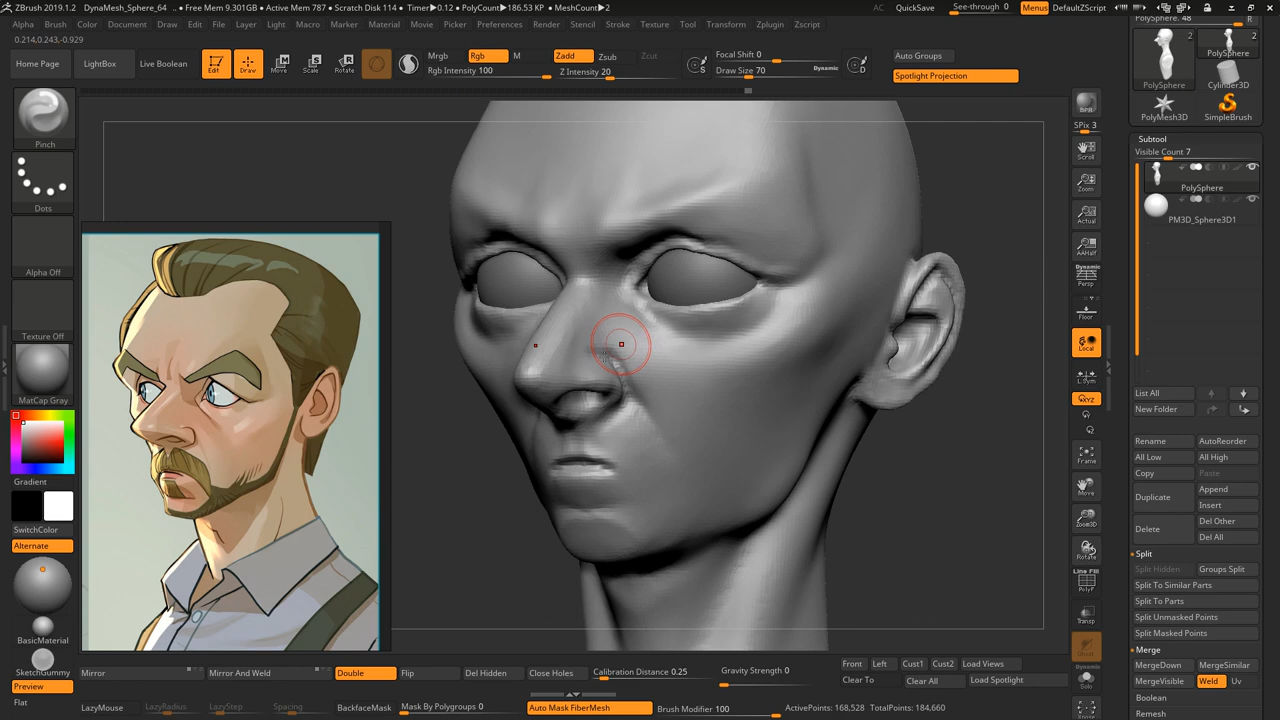 ZBrush 2019.1.2
DynaMesh_Sphere_64
• Free Mem 9.301GB • Active Mem 787 • Scratch Disk 114 •
Timer▶0.12 • PolyCount▶186.53 KP • MeshCount▶2
AC
QuickSave
See-through 0
Menus
DefaultZScript
Alpha Brush Color Document Draw Edit File Layer Light Macro Marker Material Movie Picker Preferences Render Stencil Stroke Texture Tool Transform Zplugin Zscript
0.214,0.243,-0.929
Home Page
LightBox
Live Boolean
Edit
Draw
Move
Scale
Rotate
Mrgb
Rgb
M
Zadd
Zsub
Zcut
Rgb Intensity 100
Z Intensity 20
S
Focal Shift 0
Draw Size 70
Dynamic
D
Auto Groups
Spotlight Projection
Pinch
Dots
Alpha Off
Texture Off
MatCap Gray
Gradient
SwitchColor
Alternate
BasicMaterial
SketchGummy
Preview
Flat
BPR
SPix 3
Scroll
Zoom
Actual
AAHalf
Dynamic
Persp
Floor
Local
L.Sym
XYZ
Frame
Move
Zoom3D
Rotate
Line Fill
PolyF
Transp
Dynamic
Solo
Xpose
PolySphere. 48
R
2
2
PolySphere
PolySphere
Cylinder3D
PolyMesh3D
SimpleBrush
Subtool
Visible Count 7
PolySphere
PM3D_Sphere3D1
List All
New Folder
Rename
AutoReorder
All Low
All High
Copy
Paste
Duplicate
Append
Insert
Delete
Del Other
Del All
Split
Split Hidden
Groups Split
Split To Similar Parts
Split To Parts
Split Unmasked Points
Split Masked Points
Merge
MergeDown
MergeSimilar
MergeVisible
Weld
Uv
Boolean
Remesh
Mirror
Mirror And Weld
Double
Flip
Del Hidden
Close Holes
Calibration Distance 0.25
Gravity Strength 0
Front
Left
Cust1
Cust2
Load Views
Clear To
Clear All
Load Spotlight
LazyMouse
LazyRadius
LazyStep
Spacing
BackfaceMask
Mask By Polygroups 0
Auto Mask FiberMesh
Brush Modifier 100
ActivePoints: 168,528
TotalPoints: 184,660